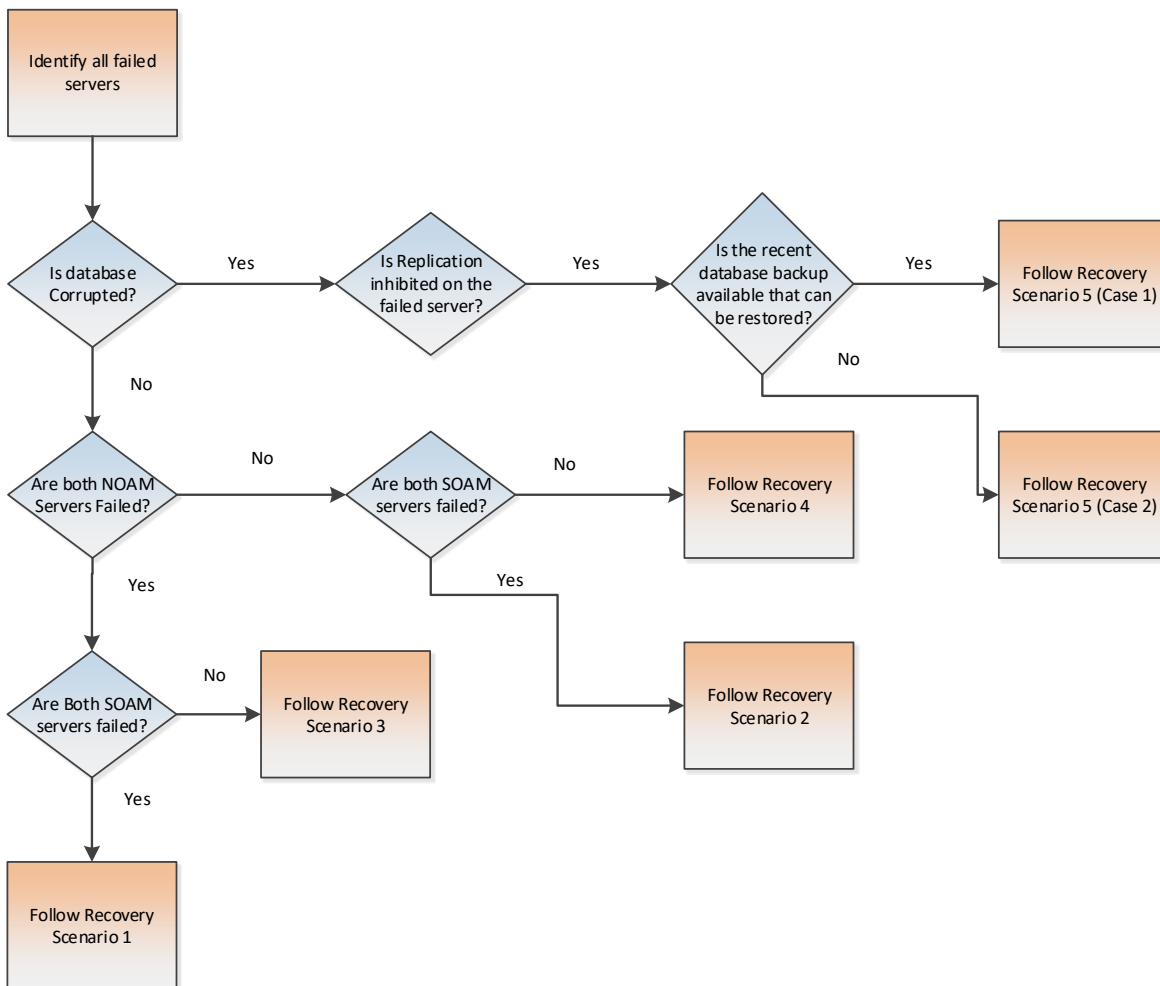 Identify all failed
servers
Is database
Corrupted?
Yes
Is Replication
inhibited on the
failed server?
Yes
Is the recent
database backup
available that can
be restored?
Yes
Follow Recovery
Scenario 5 (Case 1)
No
No
Are both NOAM
Servers Failed?
No
Are both SOAM
servers failed?
No
Follow Recovery
Scenario 4
Follow Recovery
Scenario 5 (Case 2)
Yes
Yes
Are Both SOAM
servers failed?
No
Follow Recovery
Scenario 3
Follow Recovery
Scenario 2
Yes
Follow Recovery
Scenario 1